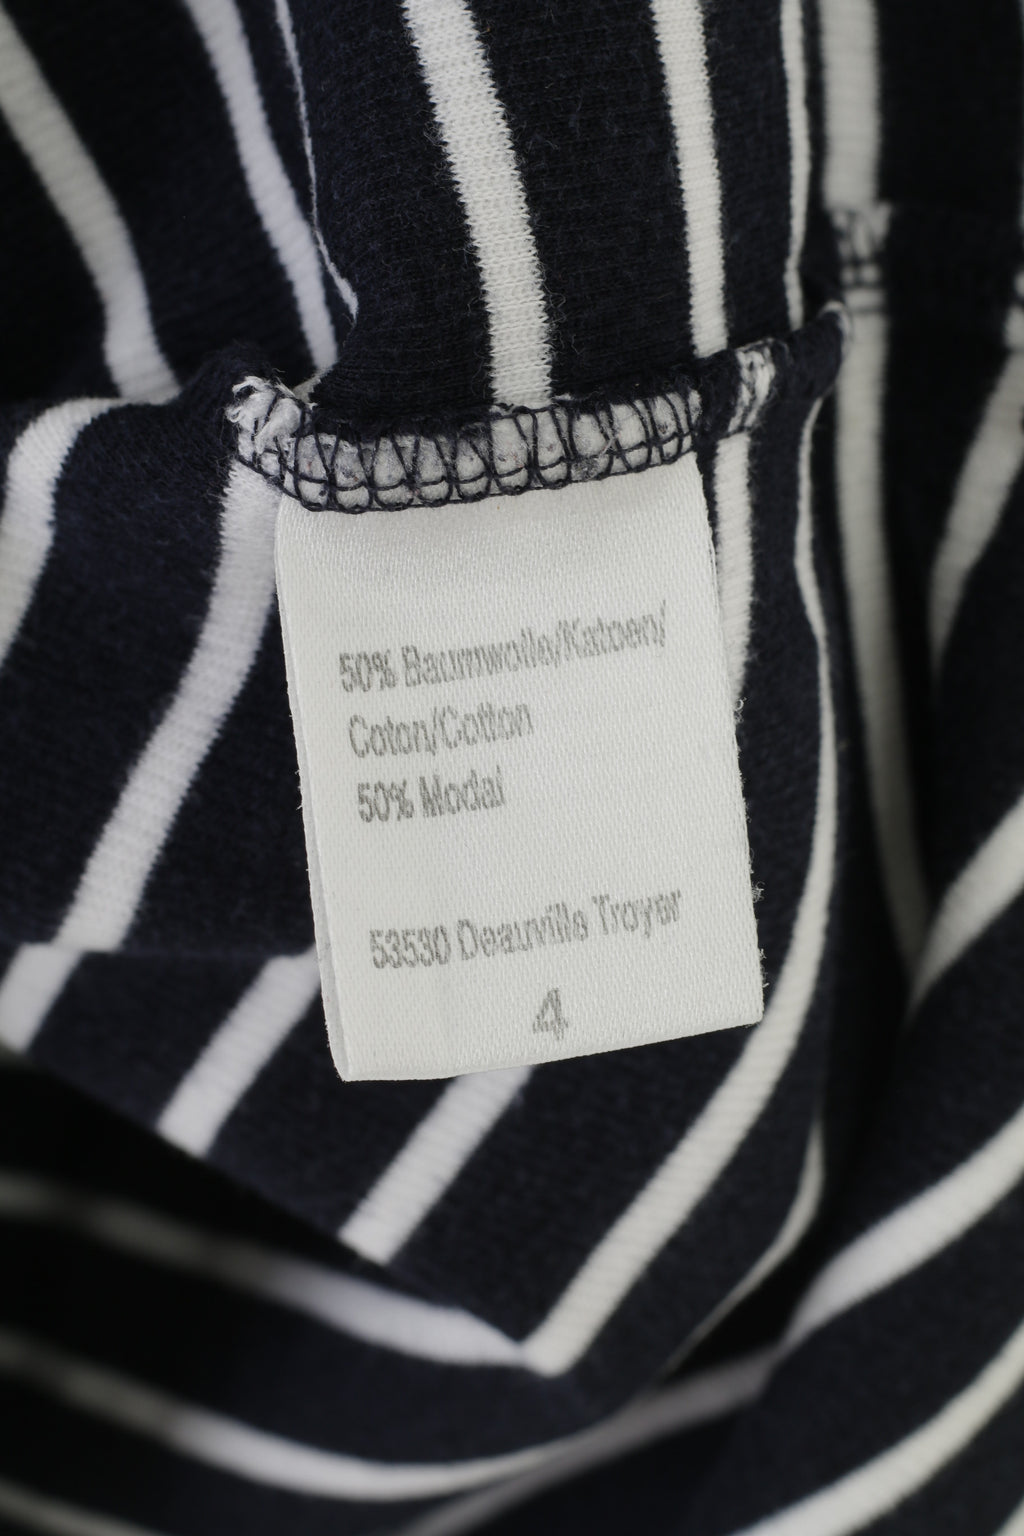 50% Baumwolle/Katoen/
Coton/Cotton
50% Modal
53530 Deauville Troyer
4